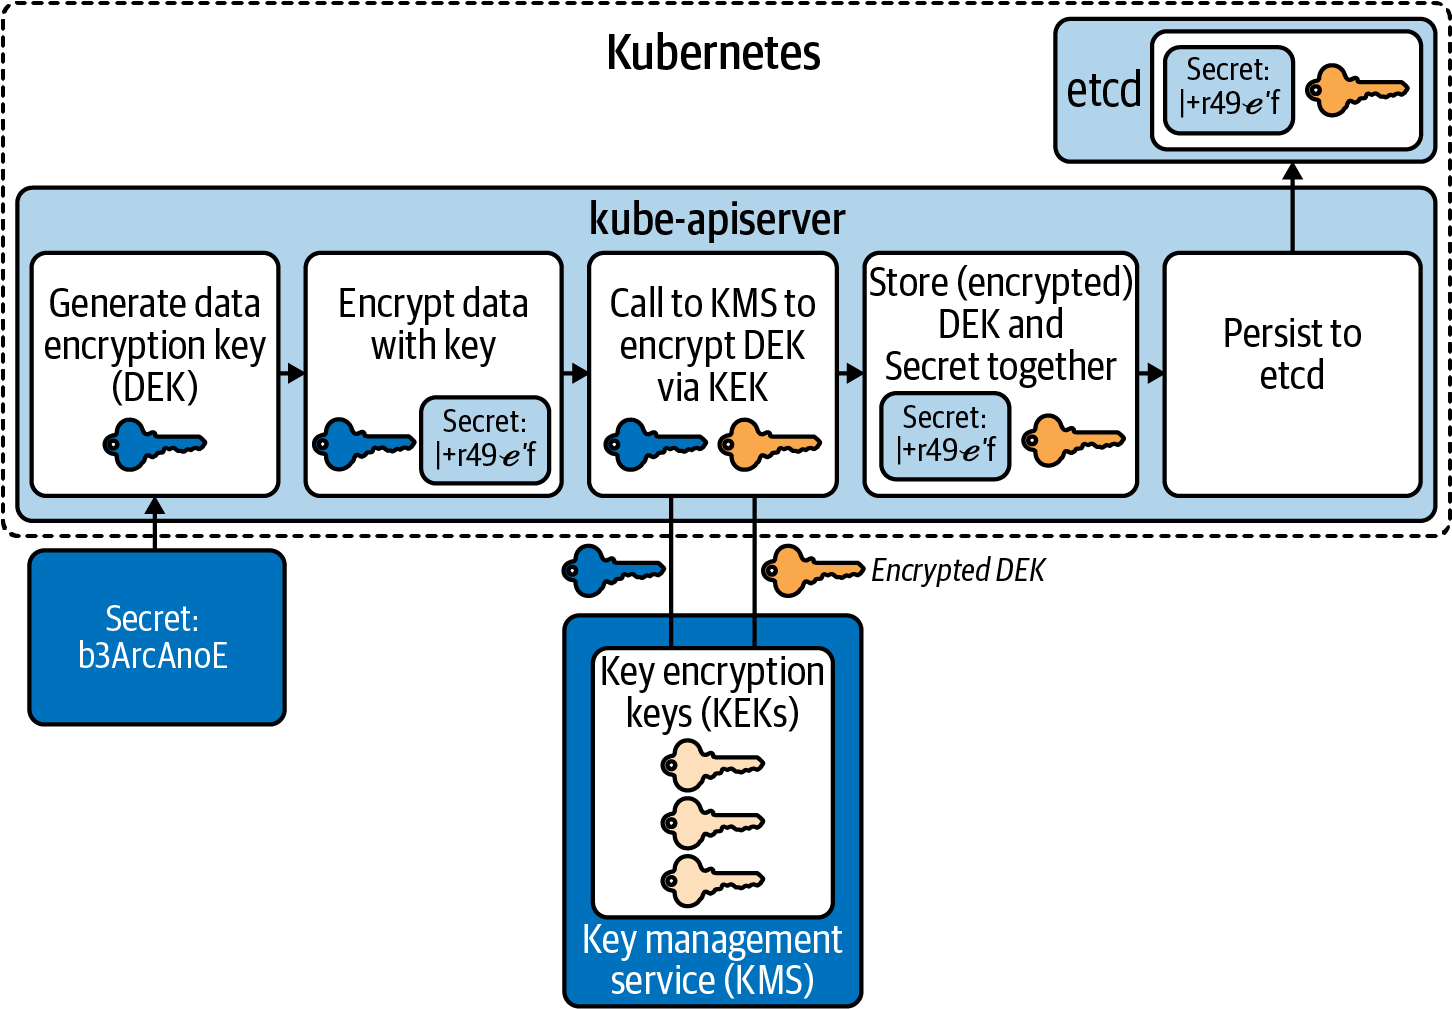 Kubernetes
etcd
Secret:
|+r49ℯ'f
kube-apiserver
Generate data
encryption key
(DEK)
Encrypt data
with key
Secret:
|+r49ℯ'f
Call to KMS to
encrypt DEK
via KEK
Store (encrypted)
DEK and
Secret together
Secret:
|+r49ℯ'f
Persist to
etcd
Secret:
b3ArcAnoE
Encrypted DEK
Key encryption
keys (KEKs)
Key management
service (KMS)